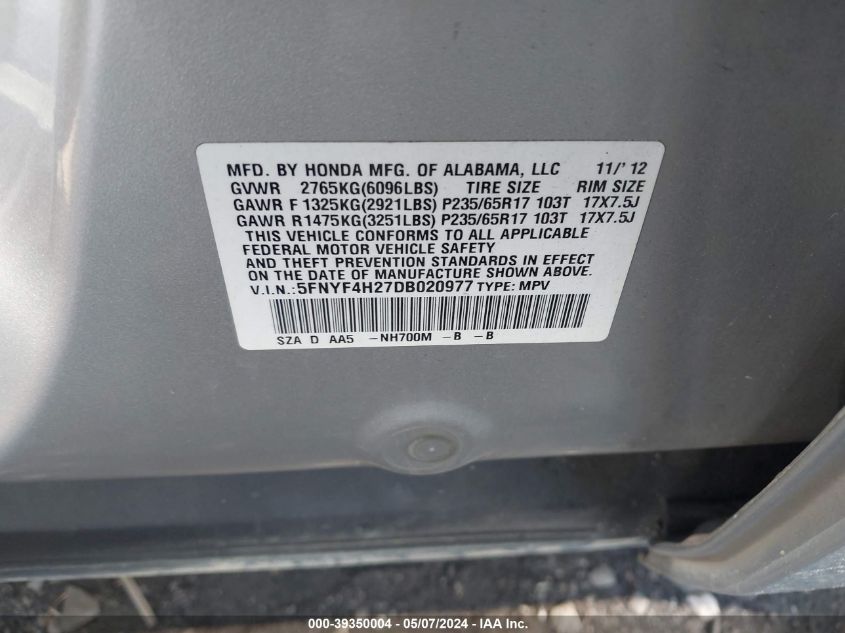 MFD. BY HONDA MFG. OF ALABAMA, LLC 11/'12
GVWR 2765KG(6096LBS) TIRE SIZE RIM SIZE
GAWR F 1325KG(2921LBS) P235/65R17 103T 17X7.5J
GAWR R1475KG(3251LBS) P235/65R17 103T 17X7.5J
THIS VEHICLE CONFORMS TO ALL APPLICABLE
FEDERAL MOTOR VEHICLE SAFETY
AND THEFT PREVENTION STANDARDS IN EFFECT
ON THE DATE OF MANUFACTURE SHOWN ABOVE.
V.I.N.:5FNYF4H27DB020977 TYPE: MPV
SZA D AA5 -NH700M -B -B
000-39350004 - 05/07/2024 - IAA Inc.